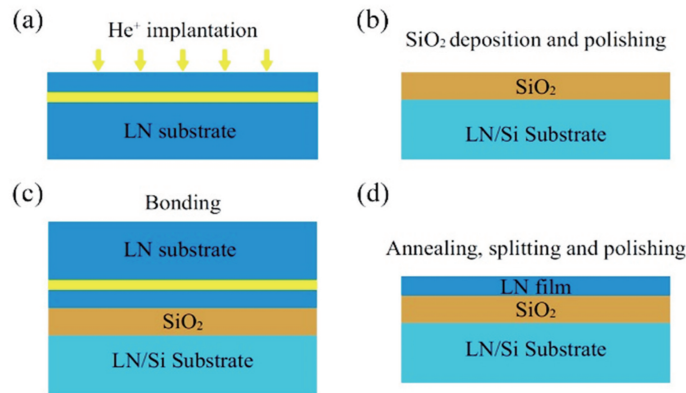 (a)
He⁺ implantation
LN substrate
(b)
SiO₂ deposition and polishing
SiO₂
LN/Si Substrate
(c)
Bonding
LN substrate
SiO₂
LN/Si Substrate
(d)
Annealing, splitting and polishing
LN film
SiO₂
LN/Si Substrate